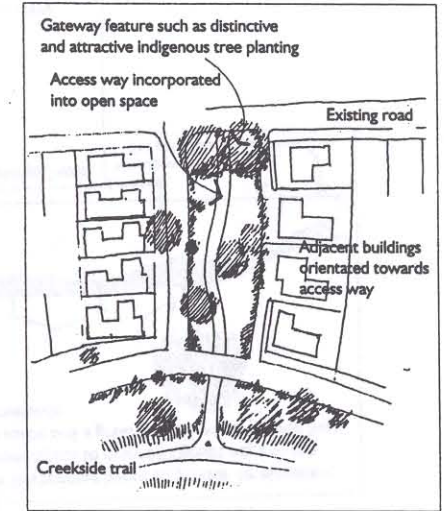 Gateway feature such as distinctive
and attractive indigenous tree planting
Access way incorporated
into open space
Existing road
Adjacent buildings
orientated towards
access way
Creekside trail